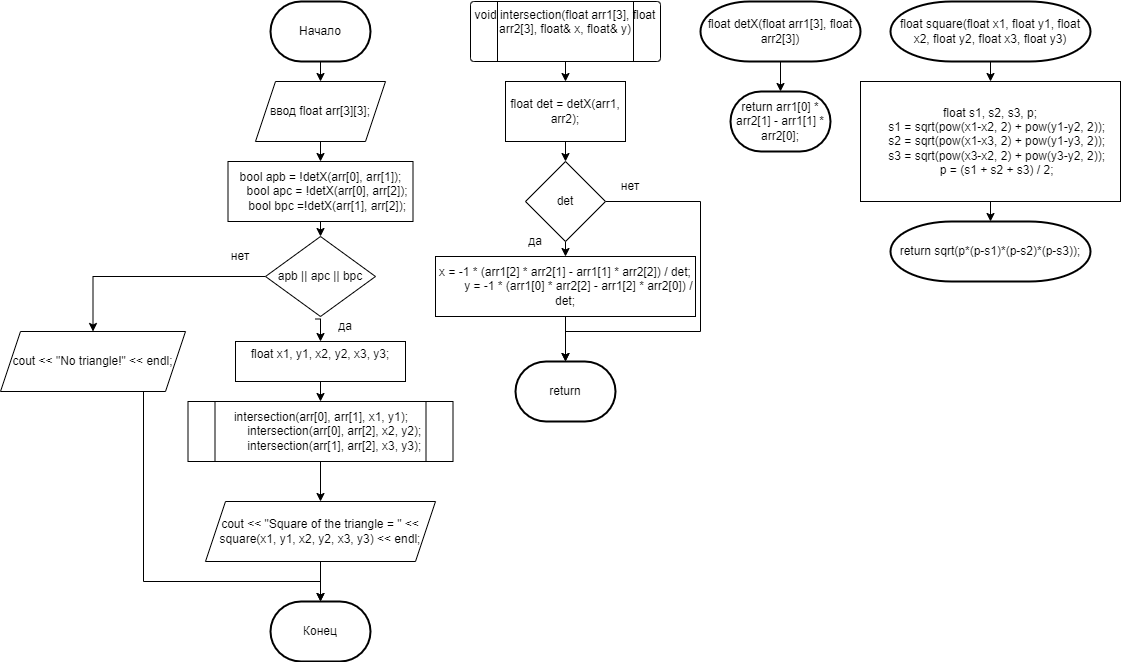 Начало
ввод float arr[3][3];
bool apb = !detX(arr[0], arr[1]);
bool apc = !detX(arr[0], arr[2]);
bool bpc =!detX(arr[1], arr[2]);
нет
apb || apc || bpc
да
cout << "No triangle!" << endl;
float x1, y1, x2, y2, x3, y3;
intersection(arr[0], arr[1], x1, y1);
intersection(arr[0], arr[2], x2, y2);
intersection(arr[1], arr[2], x3, y3);
cout << "Square of the triangle = " <<
square(x1, y1, x2, y2, x3, y3) << endl;
Конец
void intersection(float arr1[3], float
arr2[3], float& x, float& y)
float det = detX(arr1,
arr2);
нет
det
да
x = -1 * (arr1[2] * arr2[1] - arr1[1] * arr2[2]) / det;
y = -1 * (arr1[0] * arr2[2] - arr1[2] * arr2[0]) /
det;
return
float detX(float arr1[3], float
arr2[3])
return arr1[0] *
arr2[1] - arr1[1] *
arr2[0];
float square(float x1, float y1, float
x2, float y2, float x3, float y3)
float s1, s2, s3, p;
s1 = sqrt(pow(x1-x2, 2) + pow(y1-y2, 2));
s2 = sqrt(pow(x1-x3, 2) + pow(y1-y3, 2));
s3 = sqrt(pow(x3-x2, 2) + pow(y3-y2, 2));
p = (s1 + s2 + s3) / 2;
return sqrt(p*(p-s1)*(p-s2)*(p-s3));